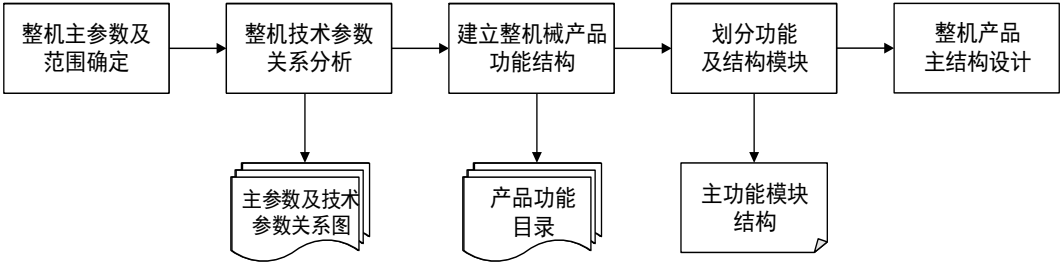 整机主参数及
范围确定
整机技术参数
关系分析
建立整机械产品
功能结构
划分功能
及结构模块
整机产品
主结构设计
主参数及技术
参数关系图
产品功能
目录
主功能模块
结构